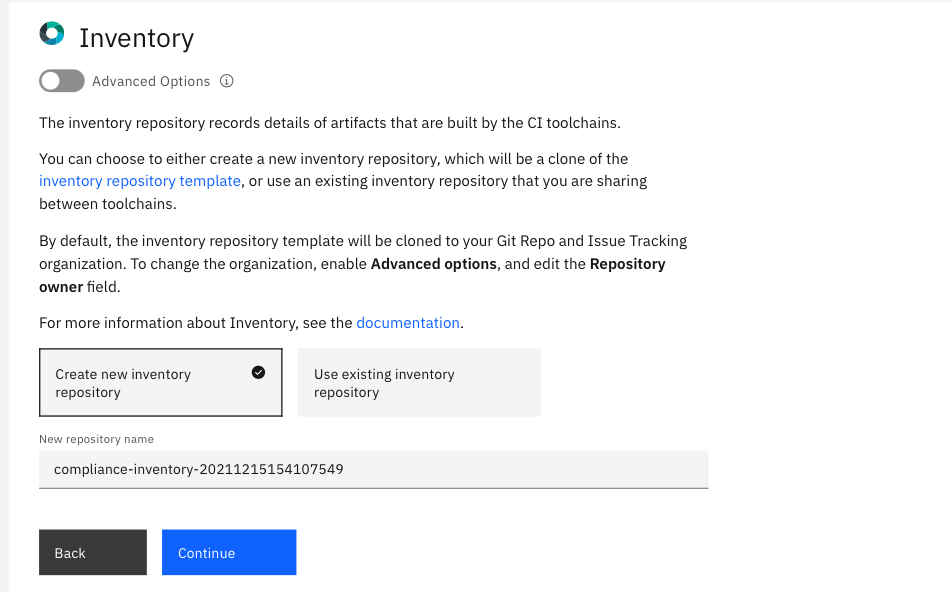 Inventory
Advanced Options
The inventory repository records details of artifacts that are built by the CI toolchains.
You can choose to either create a new inventory repository, which will be a clone of the
inventory repository template, or use an existing inventory repository that you are sharing
between toolchains.
By default, the inventory repository template will be cloned to your Git Repo and Issue Tracking
organization. To change the organization, enable Advanced options, and edit the Repository
owner field.
For more information about Inventory, see the documentation.
Create new inventory
repository
Use existing inventory
repository
New repository name
compliance-inventory-20211215154107549
Back
Continue